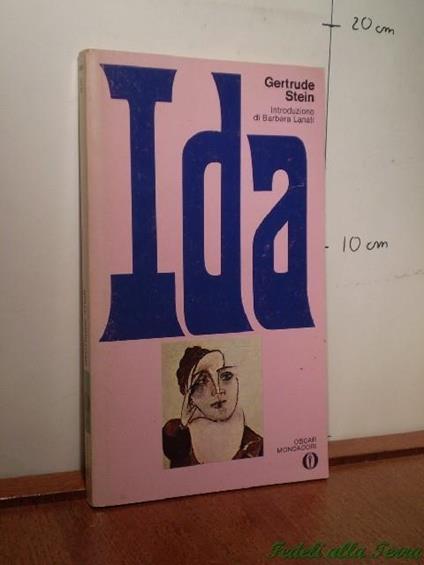 Ida
Gertrude
Stein
Introduzione
di Barbara Lanati
20 cm
10 cm
OSCAR
MONDADORI
Fedeli alla Terra